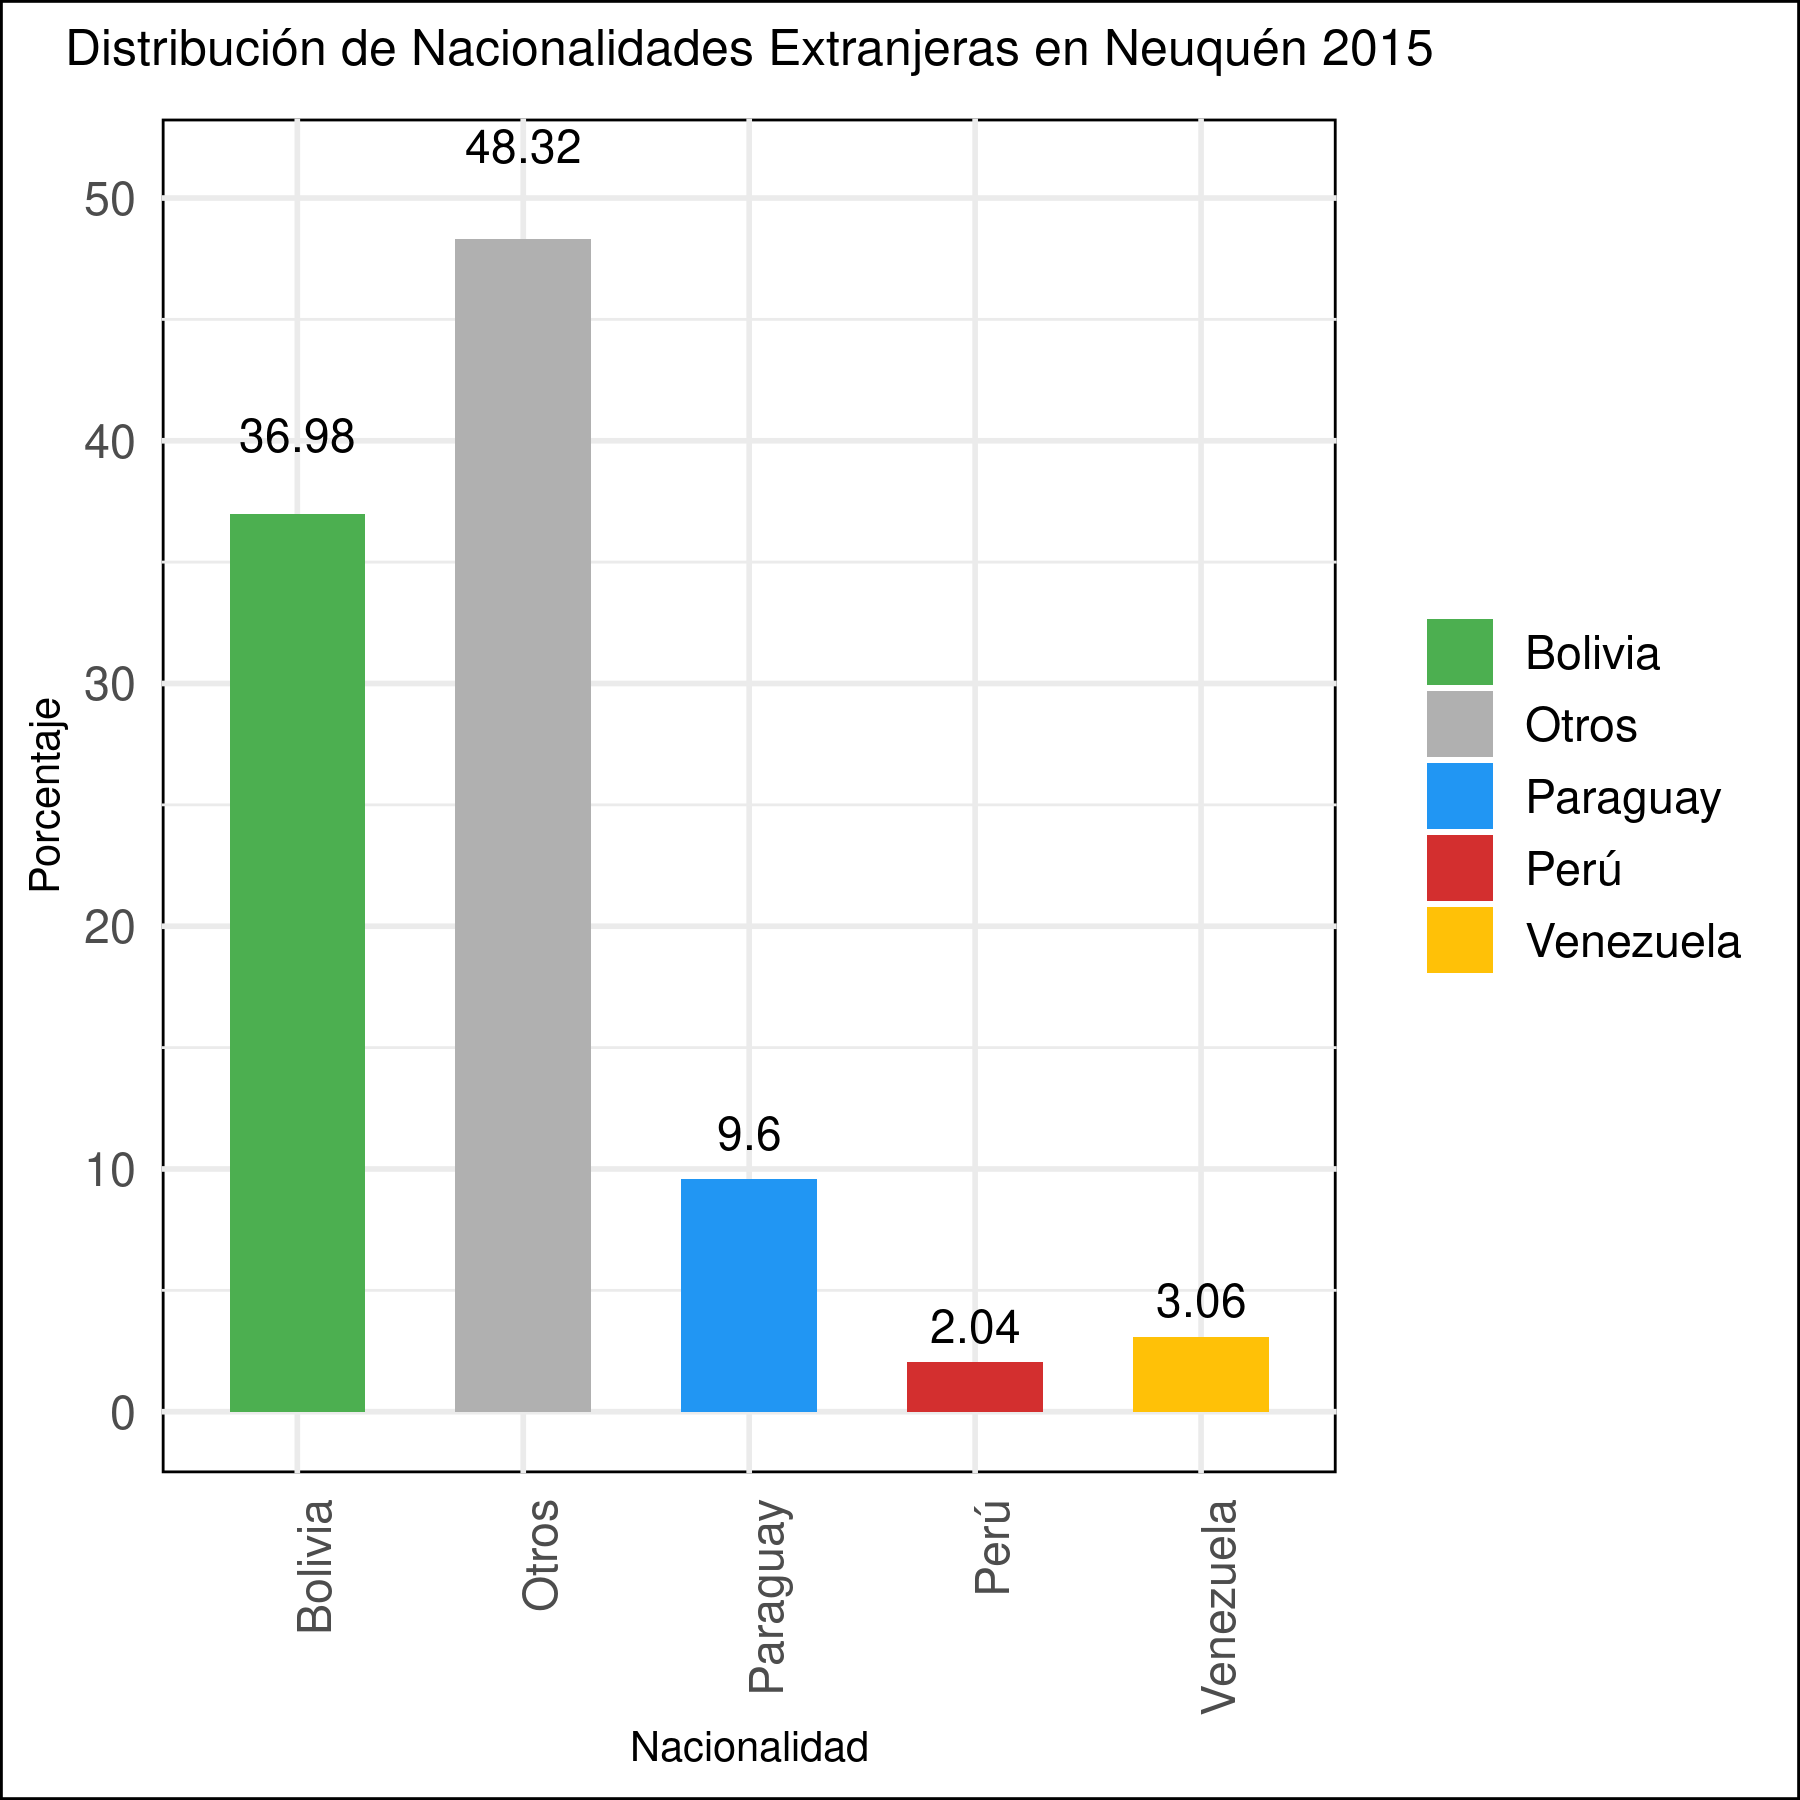 Distribución de Nacionalidades Extranjeras en Neuquén 2015
Porcentaje
50
40
30
20
10
0
36.98
48.32
9.6
2.04
3.06
Bolivia
Otros
Paraguay
Perú
Venezuela
Nacionalidad
Bolivia
Otros
Paraguay
Perú
Venezuela